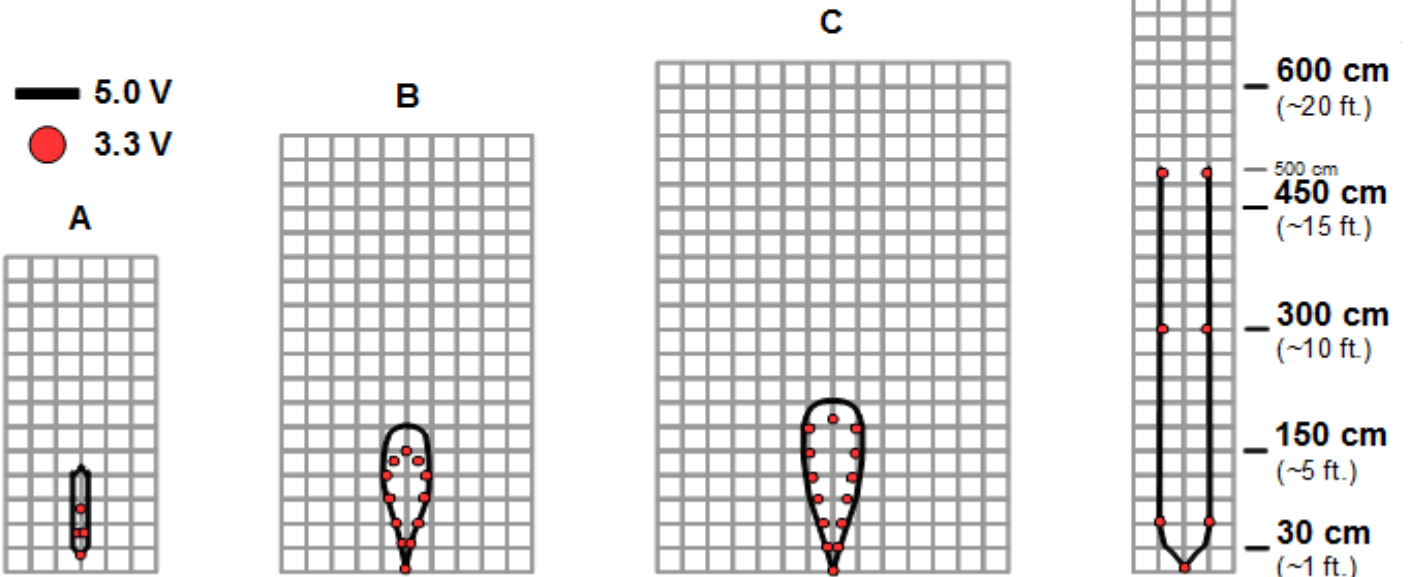 C
600 cm
(~20 ft.)
5.0 V
B
3.3 V
500 cm
450 cm
(~15 ft.)
A
300 cm
(~10 ft.)
150 cm
(~5 ft.)
30 cm
(~1 ft.)